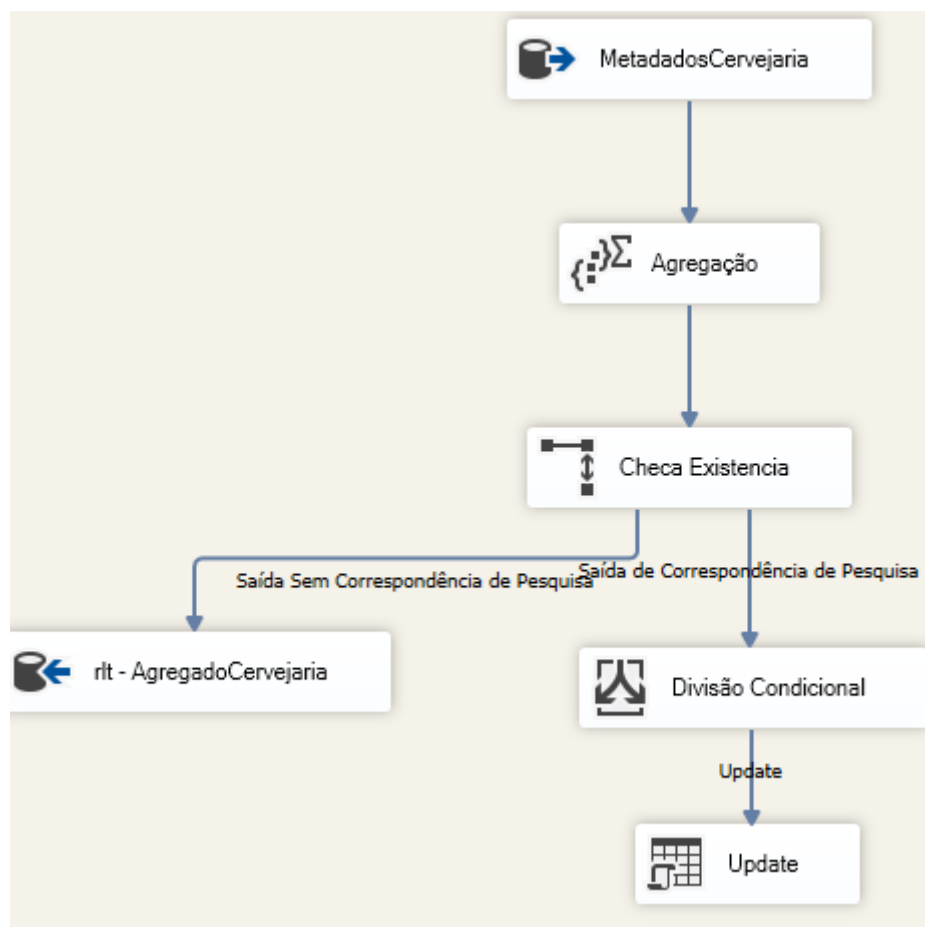 MetadadosCervejaria
Agregação
Checa Existencia
Saída Sem Correspondência de Pesquisa
Saída de Correspondência de Pesquisa
rlt - AgregadoCervejaria
Divisão Condicional
Update
Update